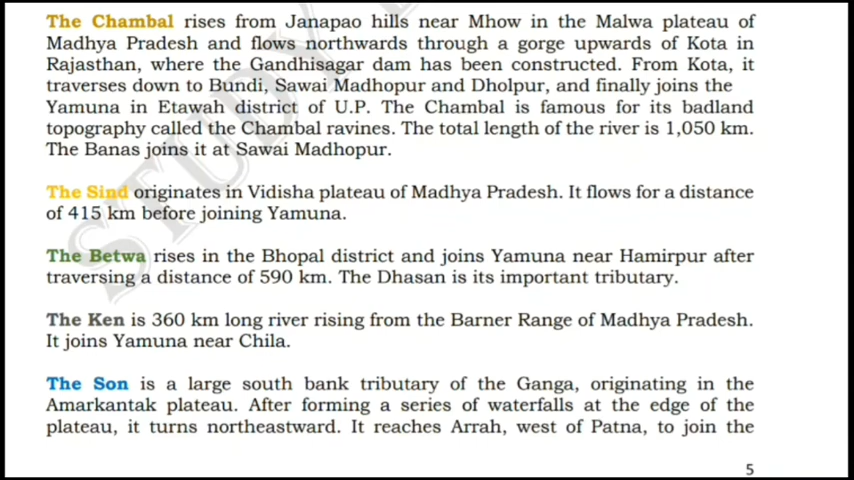 The Chambal rises from Janapao hills near Mhow in the Malwa plateau of
Madhya Pradesh and flows northwards through a gorge upwards of Kota in
Rajasthan, where the Gandhisagar dam has been constructed. From Kota, it
traverses down to Bundi, Sawai Madhopur and Dholpur, and finally joins the
Yamuna in Etawah district of U.P. The Chambal is famous for its badland
topography called the Chambal ravines. The total length of the river is 1,050 km.
The Banas joins it at Sawai Madhopur.
The Sind originates in Vidisha plateau of Madhya Pradesh. It flows for a distance
of 415 km before joining Yamuna.
The Betwa rises in the Bhopal district and joins Yamuna near Hamirpur after
traversing a distance of 590 km. The Dhasan is its important tributary.
The Ken is 360 km long river rising from the Barner Range of Madhya Pradesh.
It joins Yamuna near Chila.
The Son is a large south bank tributary of the Ganga, originating in the
Amarkantak plateau. After forming a series of waterfalls at the edge of the
plateau, it turns northeastward. It reaches Arrah, west of Patna, to join the
5
STUDY